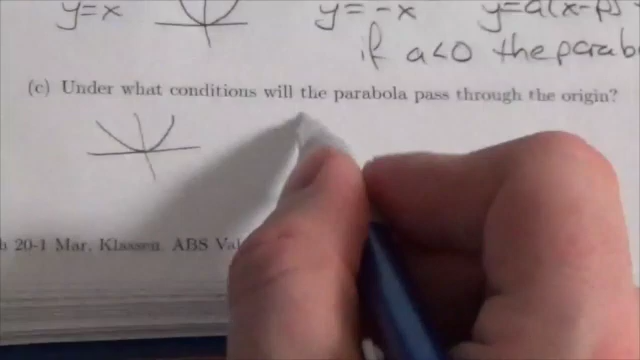 y=x y=-x y=a(x-p)
if a<0 the parabo
(c) Under what conditions will the parabola pass through the origin?
h 20-1 Mar, Klassen. ABS Val